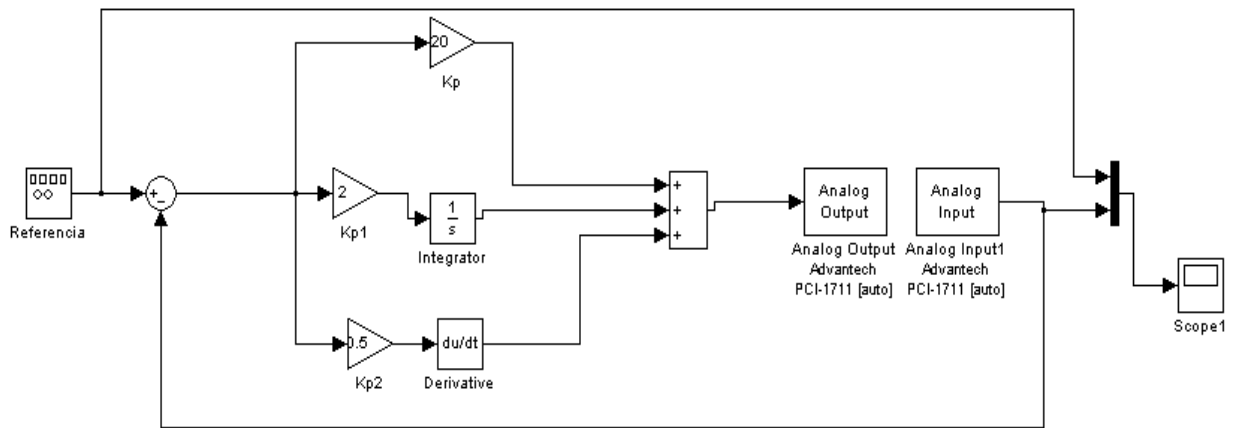 20
Kp
Referencia
+
−
2
Kp1
1
s
Integrator
0.5
Kp2
du/dt
Derivative
+
+
+
Analog
Output
Analog Output
Advantech
PCI-1711 [auto]
Analog
Input
Analog Input1
Advantech
PCI-1711 [auto]
Scope1